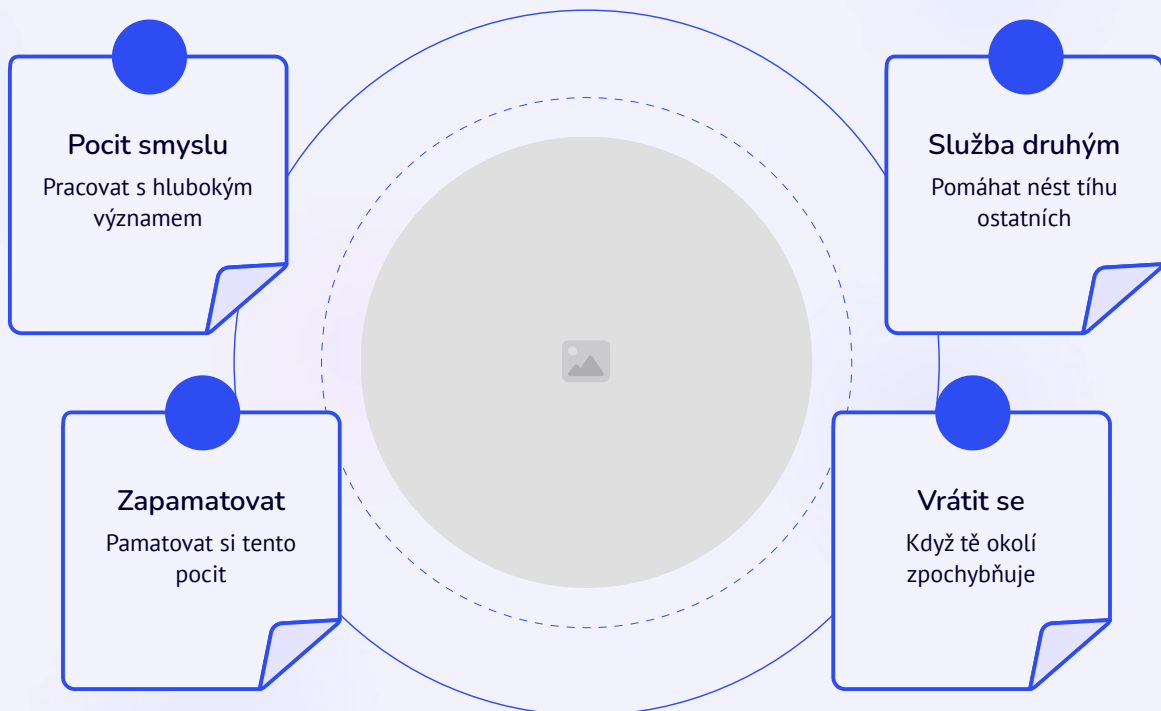 Pocit smyslu
Pracovat s hlubokým
významem
Služba druhým
Pomáhat nést tíhu
ostatních
Zapamatovat
Pamatovat si tento
pocit
Vrátit se
Když tě okolí
zpochybňuje